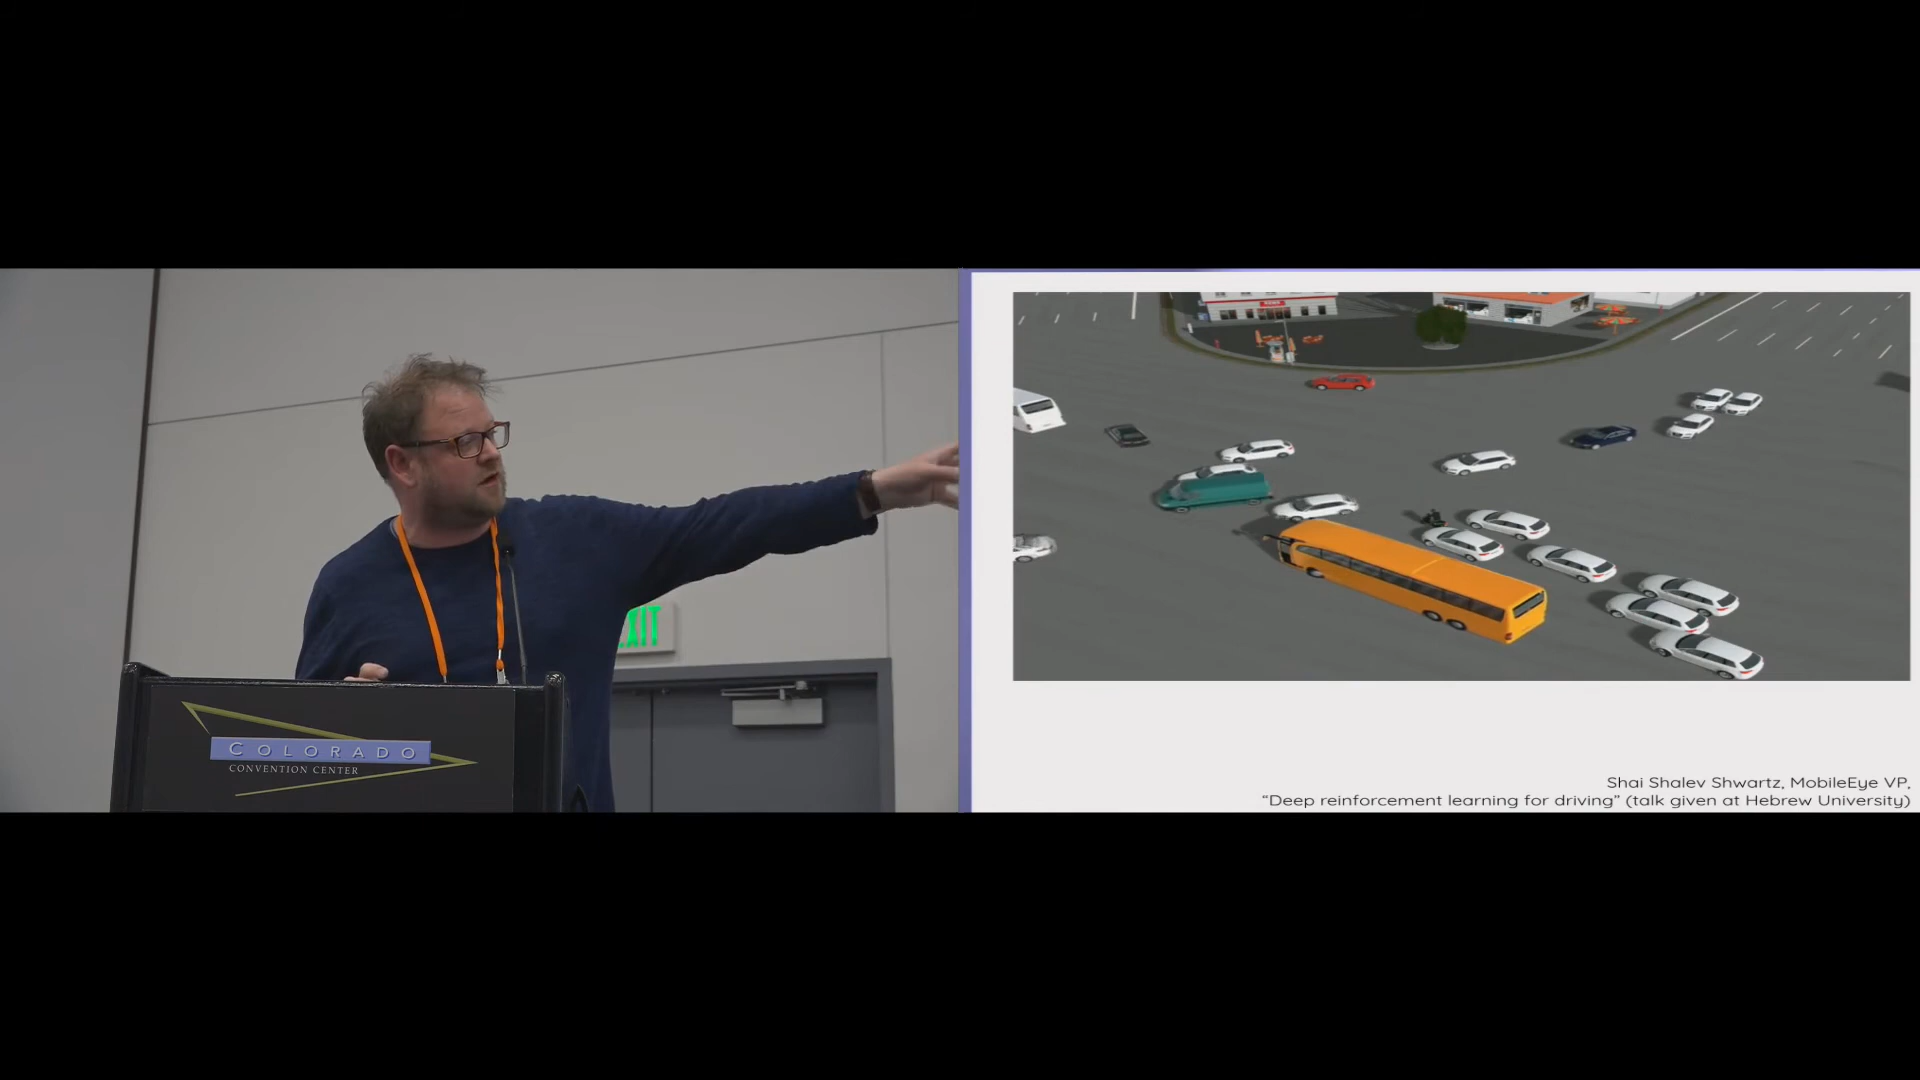 EXIT
COLORADO
CONVENTION CENTER
Shai Shalev Shwartz, MobileEye VP,
“Deep reinforcement learning for driving” (talk given at Hebrew University)